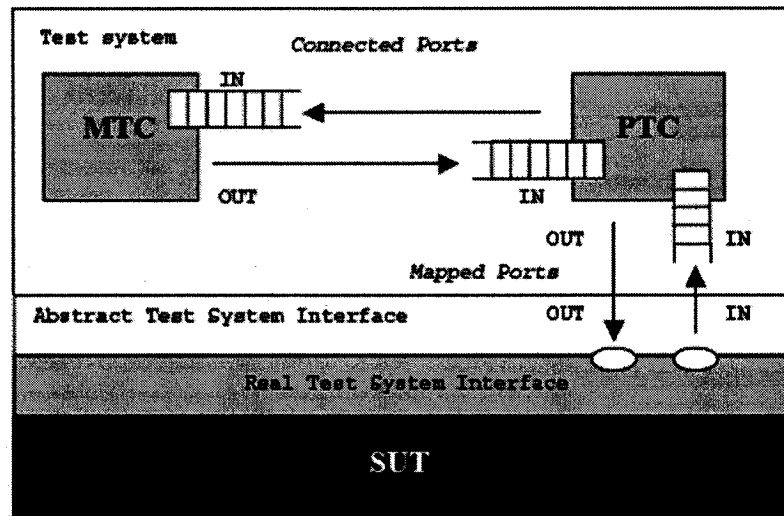 Test system
Connected Ports
IN
MTC
PTC
OUT
IN
OUT
IN
Mapped Ports
Abstract Test System Interface
OUT
IN
Real Test System Interface
SUT